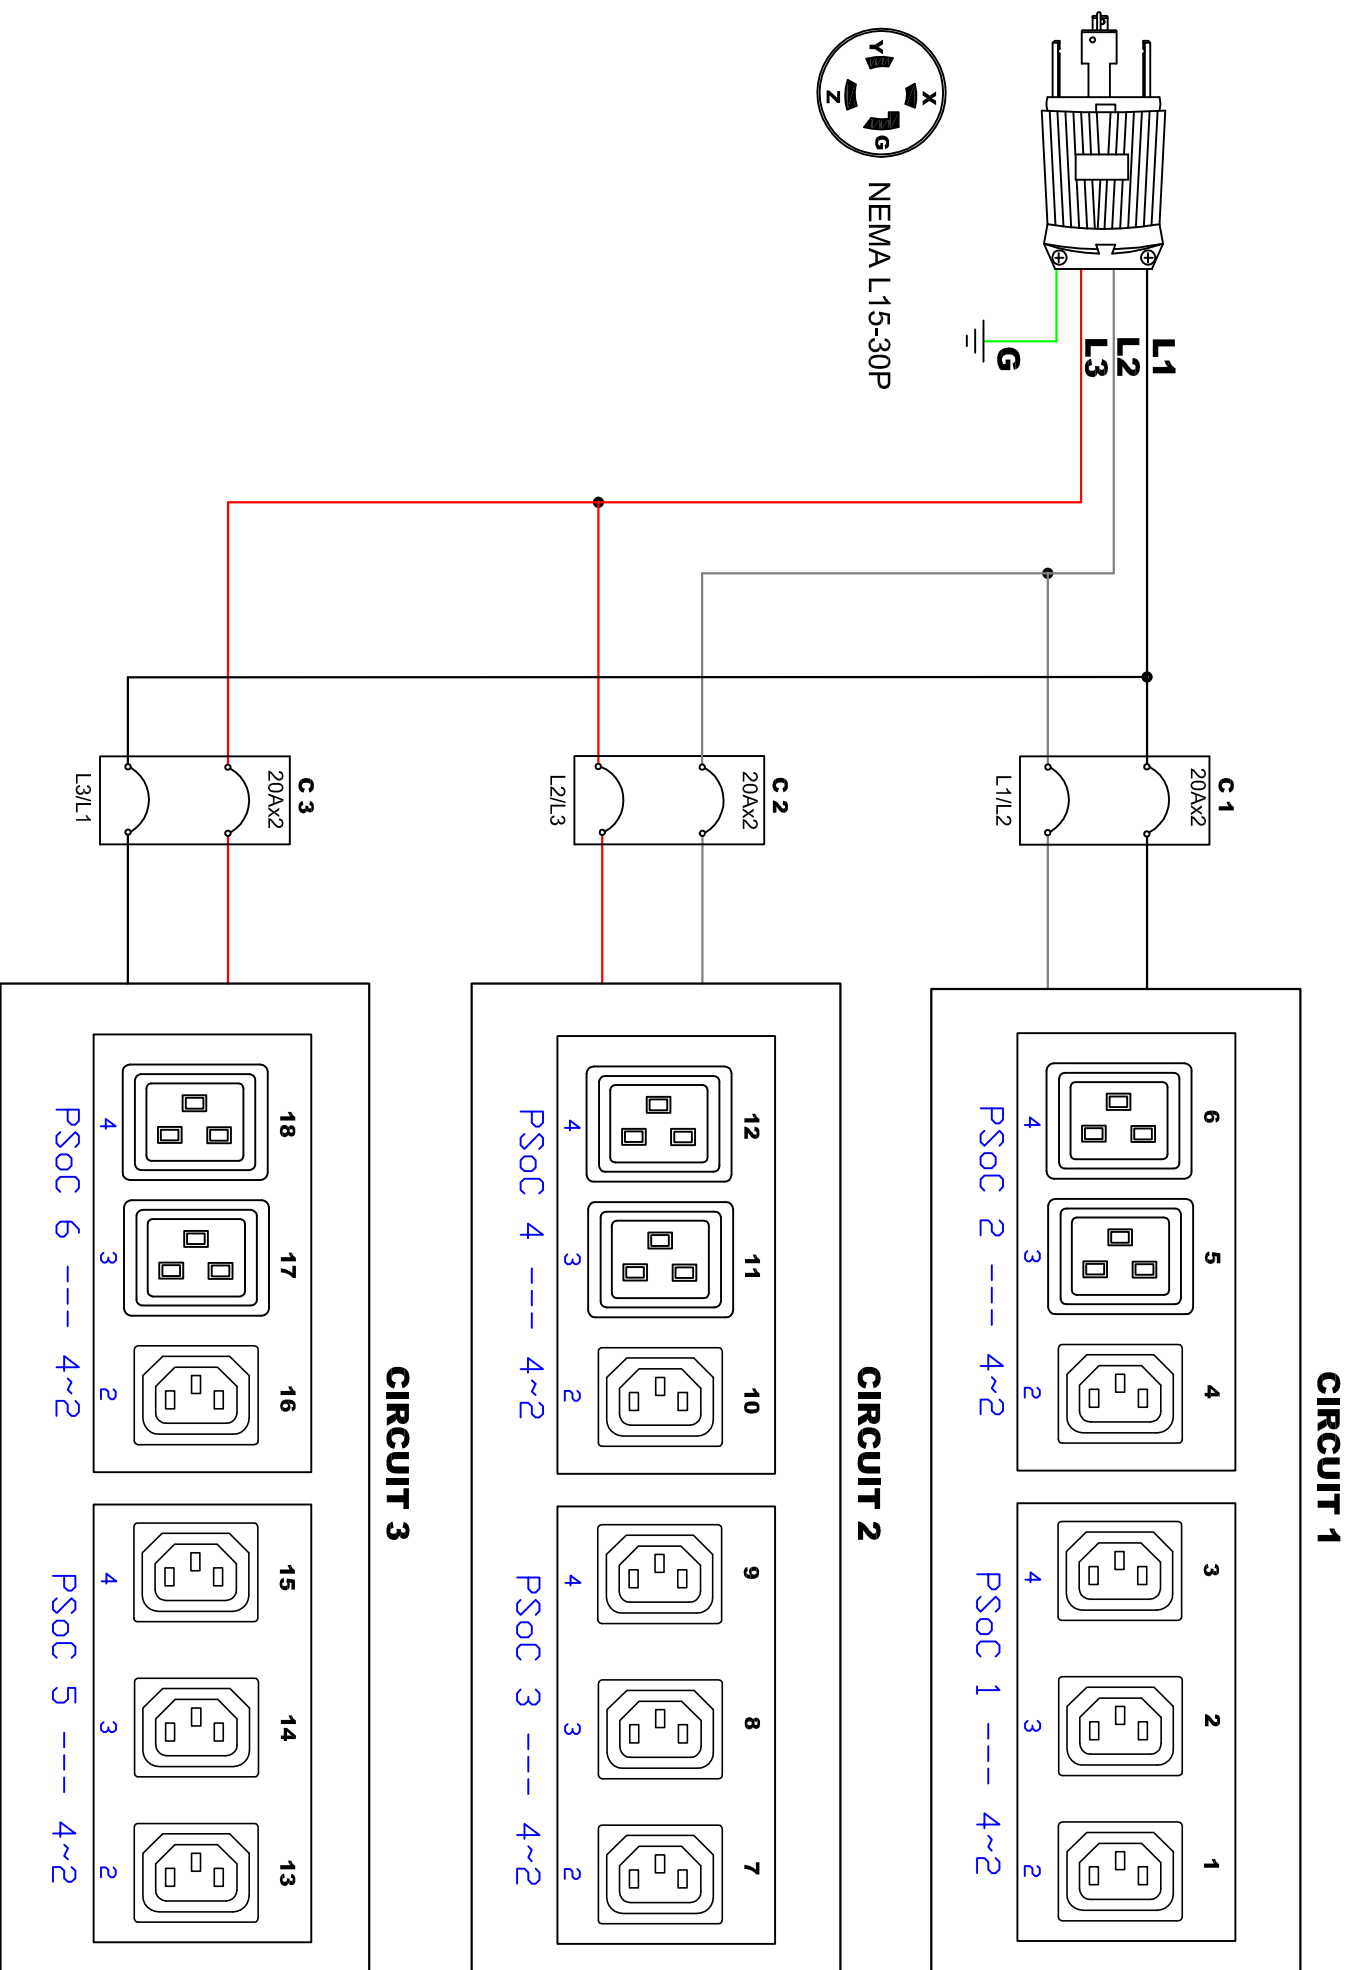 CIRCUIT 1
C 1
20Ax2
L1/L2
L1
L2
L3
G
6
5
4
3
2
1
4
3
2
4
3
2
PSoC 2 --- 4~2
PSoC 1 --- 4~2
X
Y
Z
G
NEMA L15-30P
CIRCUIT 2
C 2
20Ax2
L2/L3
12
11
10
9
8
7
4
3
2
4
3
2
PSoC 4 --- 4~2
PSoC 3 --- 4~2
CIRCUIT 3
C 3
20Ax2
L3/L1
18
17
16
15
14
13
4
3
2
4
3
2
PSoC 6 --- 4~2
PSoC 5 --- 4~2